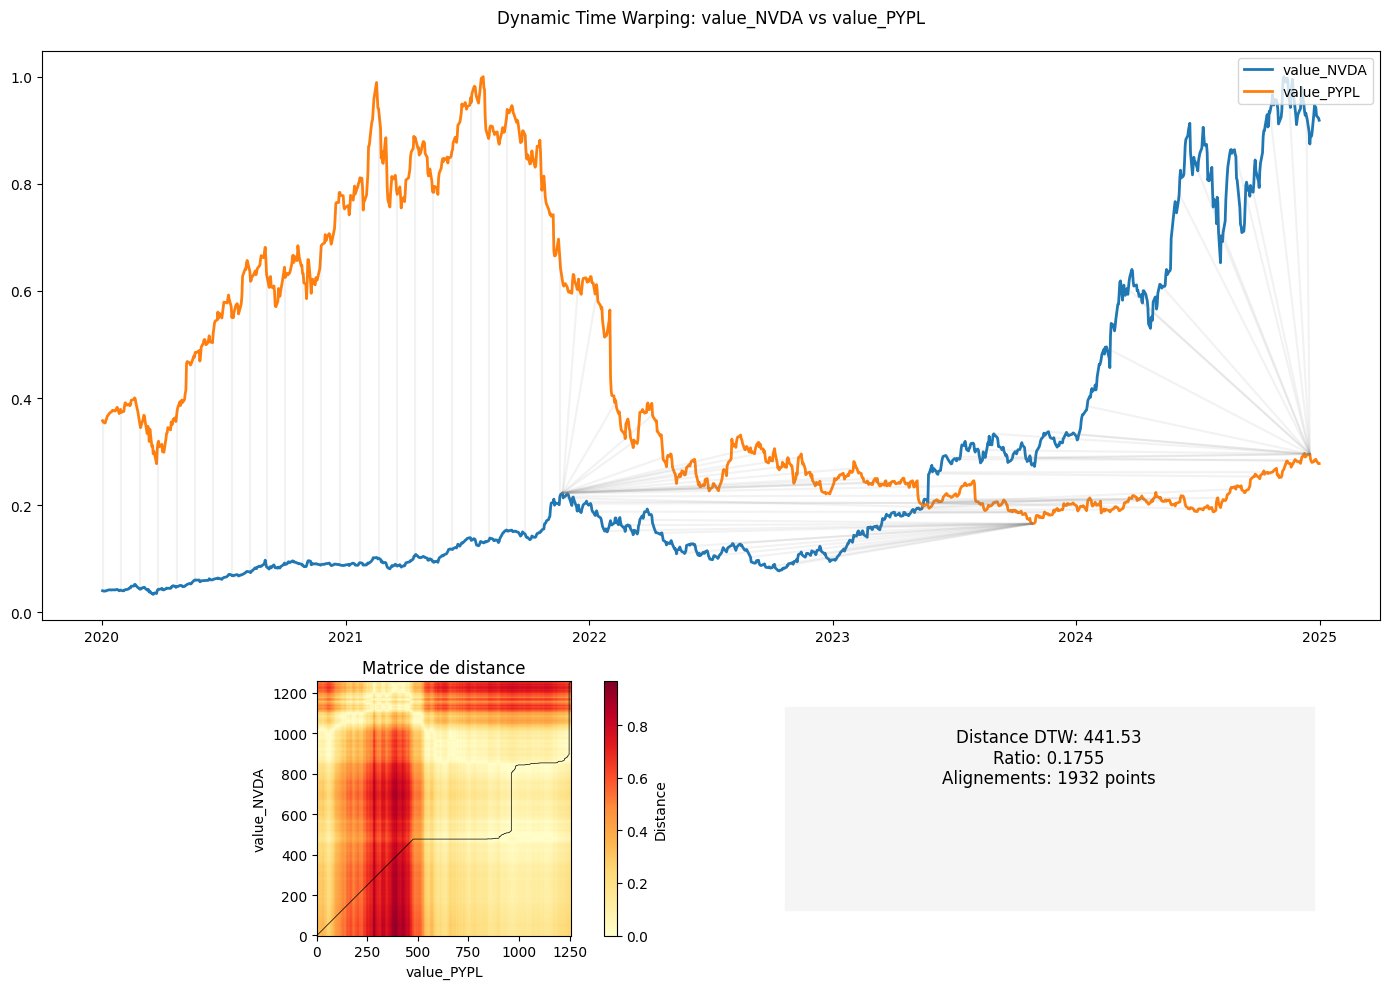 Dynamic Time Warping: value_NVDA vs value_PYPL
value_NVDA
value_PYPL
1.0
0.8
0.6
0.4
0.2
0.0
2020 2021 2022 2023 2024 2025
Matrice de distance
value_NVDA
1200
1000
800
600
400
200
0
0 250 500 750 1000 1250
value_PYPL
0.8
0.6
0.4
0.2
0.0
Distance
Distance DTW: 441.53
Ratio: 0.1755
Alignements: 1932 points